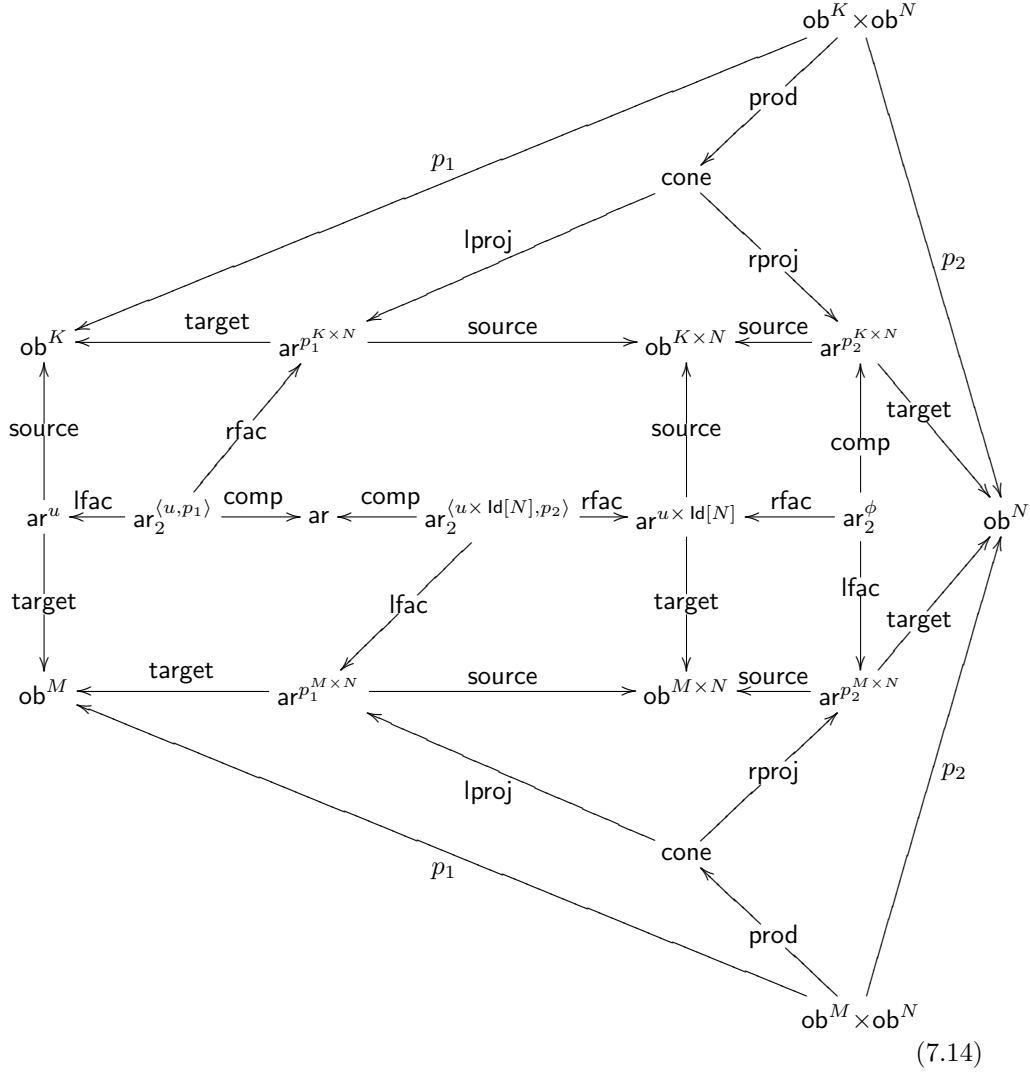 ob^K × ob^N
prod
p_1
cone
lproj
rproj
p_2
target source source
ob^K ar^{p_1^{K×N}} ob^{K×N} ar^{p_2^{K×N}}
target
source rfac source comp
lfac comp comp rfac rfac
ar^u ar_2^{⟨u,p_1⟩} ar ar_2^{⟨u× Id[N],p_2⟩} ar^{u× Id[N]} ar_2^ϕ ob^N
target lfac target lfac
target
target source source
ob^M ar^{p_1^{M×N}} ob^{M×N} ar^{p_2^{M×N}}
lproj rproj p_2
cone
p_1
prod
ob^M × ob^N
(7.14)